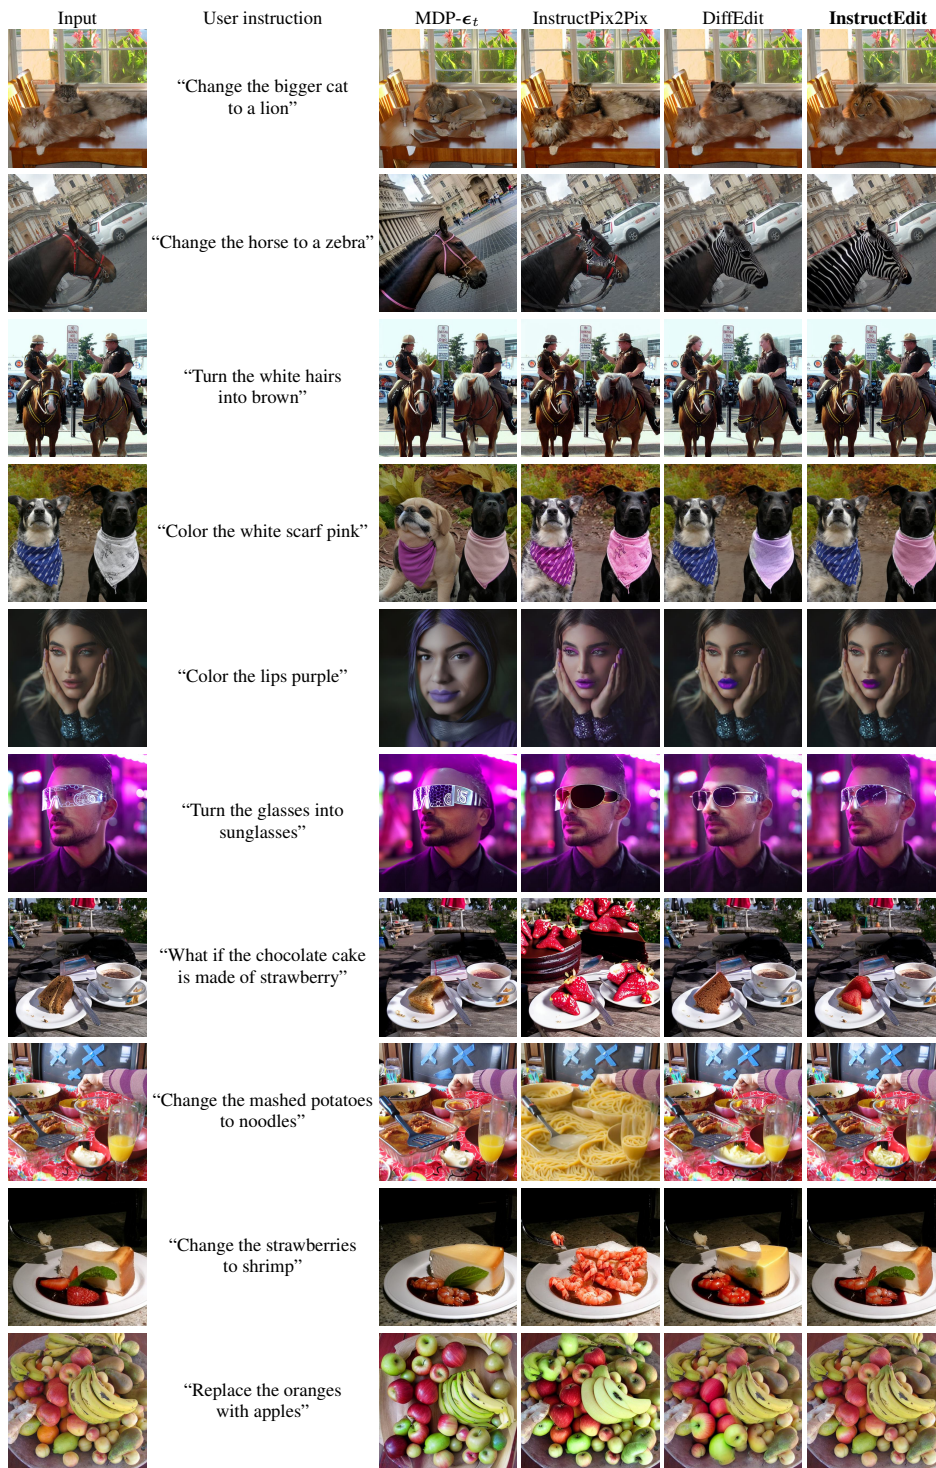 Input User instruction MDP-ϵt InstructPix2Pix DiffEdit InstructEdit
“Change the bigger cat
to a lion”
“Change the horse to a zebra”
“Turn the white hairs
into brown”
“Color the white scarf pink”
“Color the lips purple”
“Turn the glasses into
sunglasses”
“What if the chocolate cake
is made of strawberry”
“Change the mashed potatoes
to noodles”
“Change the strawberries
to shrimp”
“Replace the oranges
with apples”